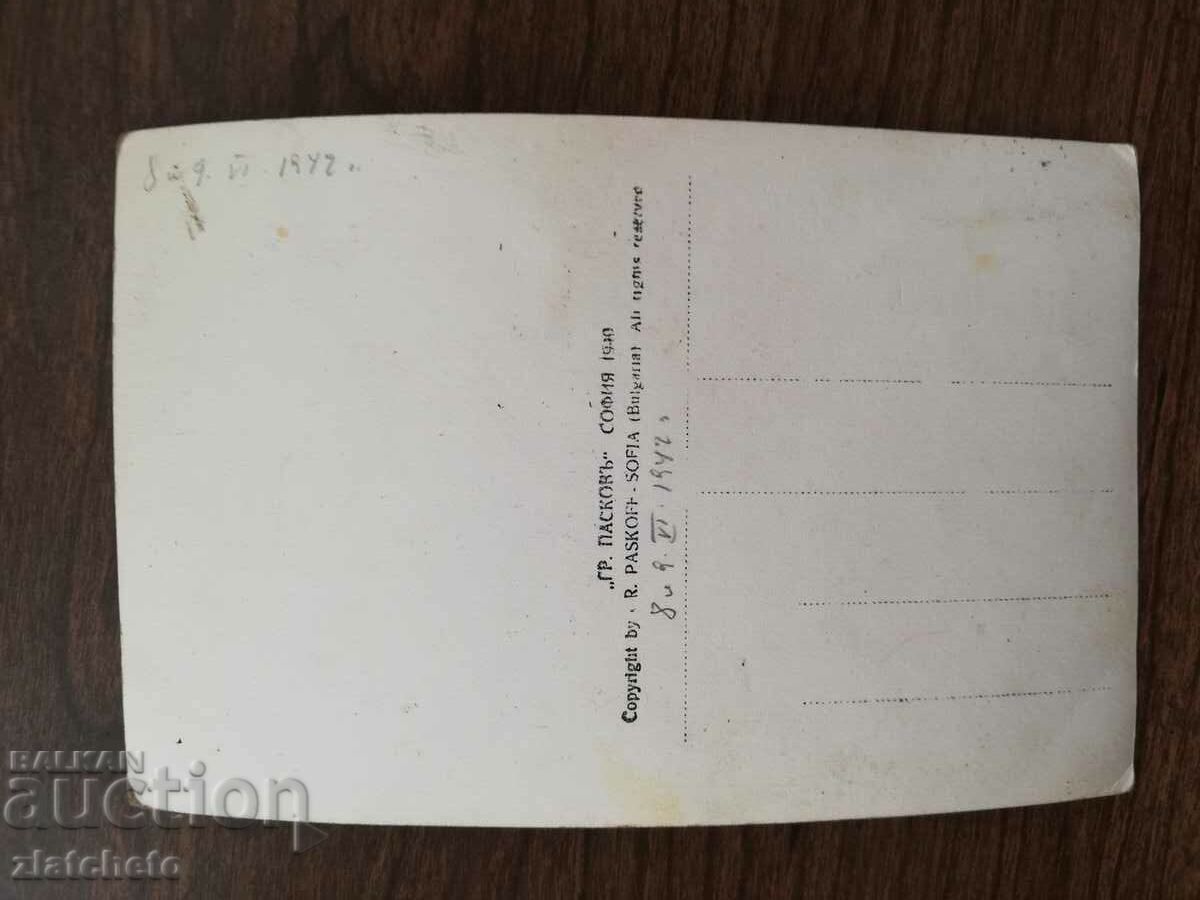 8 и 9. VI. 1942 г.
„ГР. ПАСКОВЪ“ СОФИЯ 1940
Copyright by R. PASKOFF - SOFIA (Bulgaria) All rights reserved
8 и 9. VI. 1942 г.
BALKAN
auction
zlatcheto